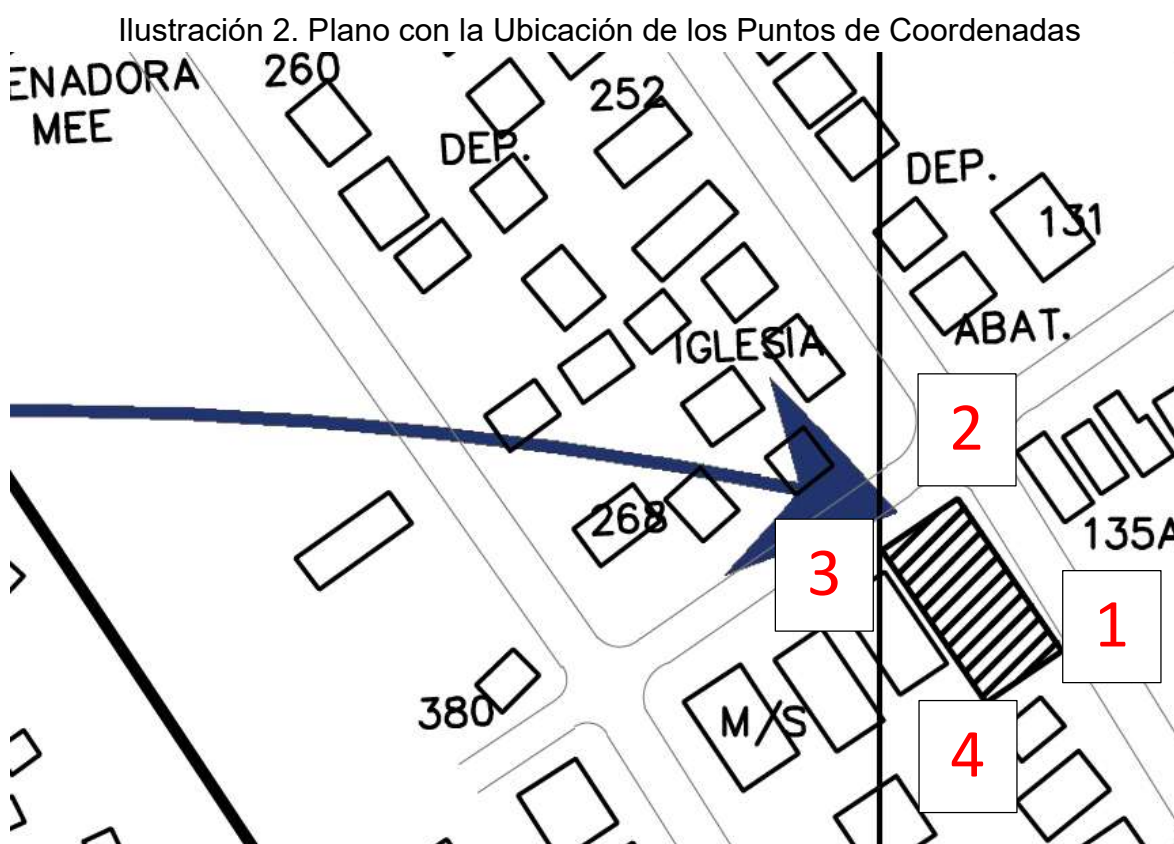 Ilustración 2. Plano con la Ubicación de los Puntos de Coordenadas
ENADORA
MEE
260
252
DEP.
DEP.
131
ABAT.
IGLESIA
2
268
135A
3
1
380
M/S
4